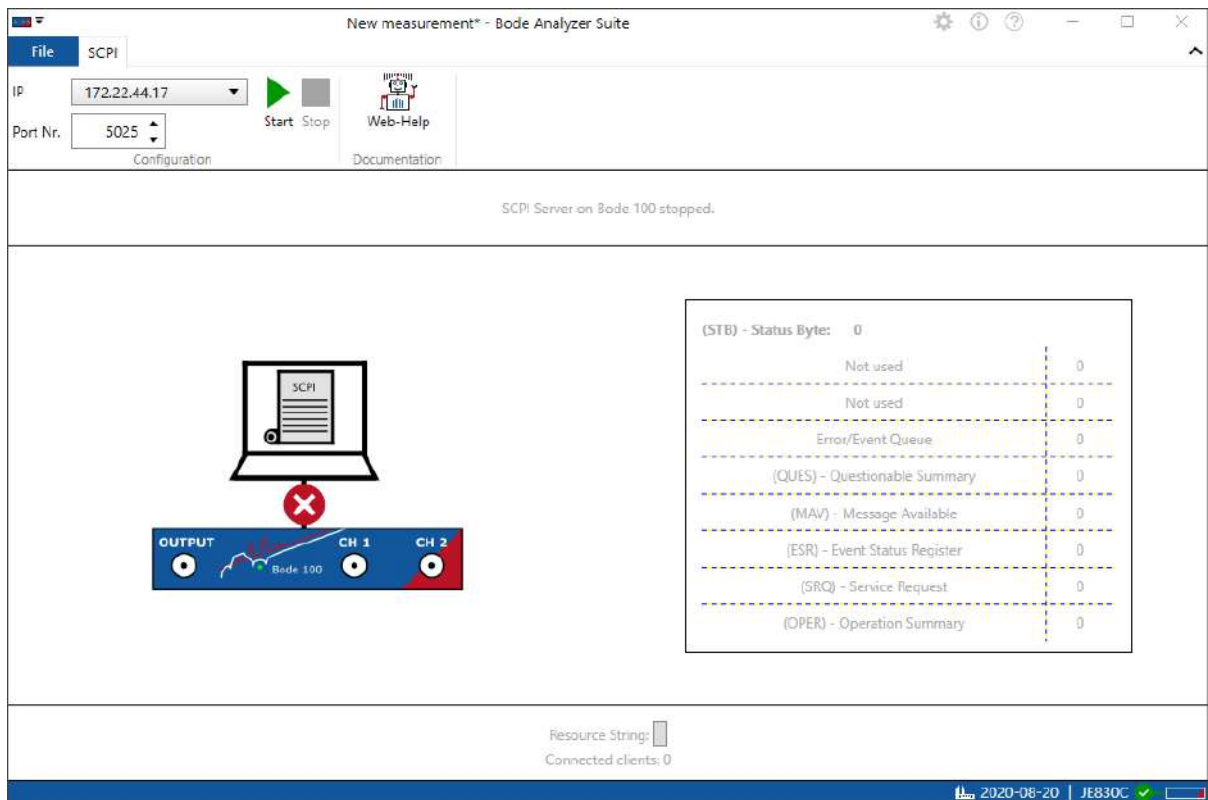 New measurement* - Bode Analyzer Suite
File SCPI
IP 172.22.44.17
Port Nr. 5025
Start Stop
Web-Help
Configuration
Documentation
SCPI Server on Bode 100 stopped.
(STB) - Status Byte: 0
Not used 0
Not used 0
Error/Event Queue 0
(QUES) - Questionable Summary 0
(MAV) - Message Available 0
(ESR) - Event Status Register 0
(SRQ) - Service Request 0
(OPER) - Operation Summary 0
SCPI
OUTPUT CH 1 CH 2
Bode 100
Resource String:
Connected clients: 0
2020-08-20 | JE830C